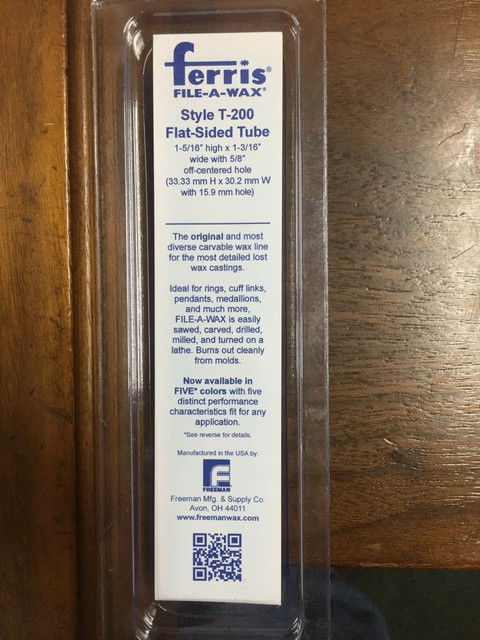 ferris®
FILE-A-WAX®
Style T-200
Flat-Sided Tube
1-5/16" high x 1-3/16"
wide with 5/8"
off-centered hole
(33.33 mm H x 30.2 mm W
with 15.9 mm hole)
The original and most
diverse carvable wax line
for the most detailed lost
wax castings.
Ideal for rings, cuff links,
pendants, medallions,
and much more,
FILE-A-WAX is easily
sawed, carved, drilled,
milled, and turned on a
lathe. Burns out cleanly
from molds.
Now available in
FIVE* colors with five
distinct performance
characteristics fit for any
application.
*See reverse for details.
Manufactured in the USA by:
F
FREEMAN
Freeman Mfg. & Supply Co.
Avon, OH 44011
www.freemanwax.com